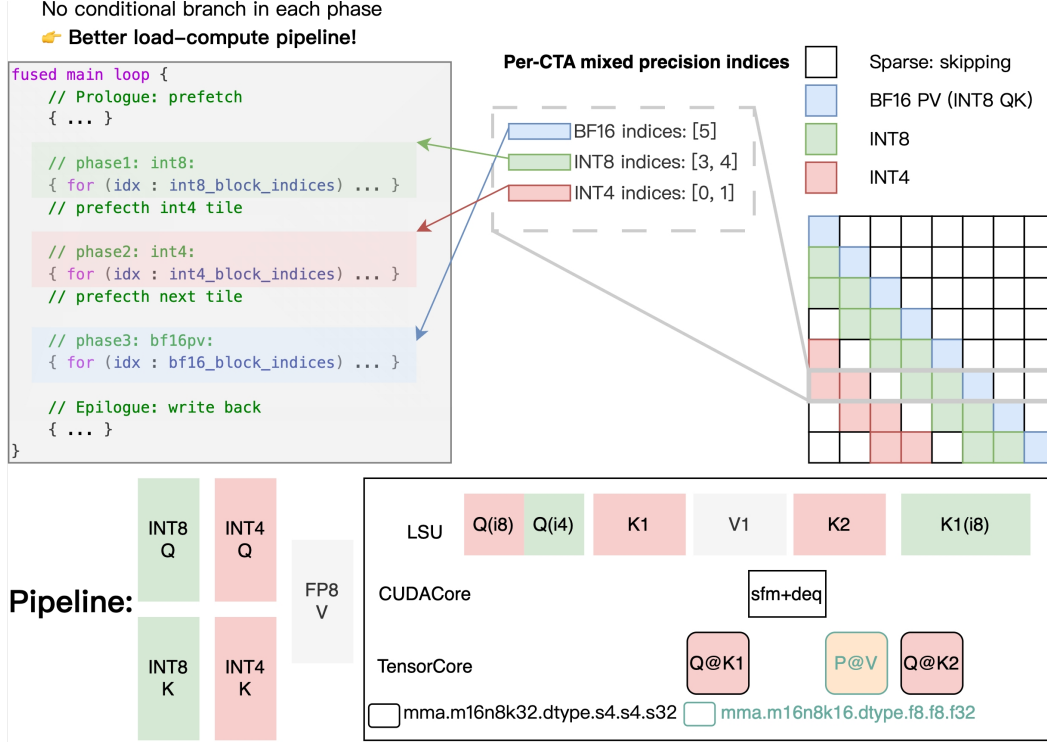 No conditional branch in each phase
👉 Better load–compute pipeline!
fused main loop {
// Prologue: prefetch
{ ... }
// phase1: int8:
{ for (idx : int8_block_indices) ... }
// prefecth int4 tile
// phase2: int4:
{ for (idx : int4_block_indices) ... }
// prefecth next tile
// phase3: bf16pv:
{ for (idx : bf16_block_indices) ... }
// Epilogue: write back
{ ... }
}
Per-CTA mixed precision indices
BF16 indices: [5]
INT8 indices: [3, 4]
INT4 indices: [0, 1]
Sparse: skipping
BF16 PV (INT8 QK)
INT8
INT4
Pipeline:
INT8
Q
INT4
Q
INT8
K
INT4
K
FP8
V
LSU
Q(i8)
Q(i4)
K1
V1
K2
K1(i8)
CUDACore
sfm+deq
TensorCore
Q@K1
P@V
Q@K2
mma.m16n8k32.dtype.s4.s4.s32
mma.m16n8k16.dtype.f8.f8.f32